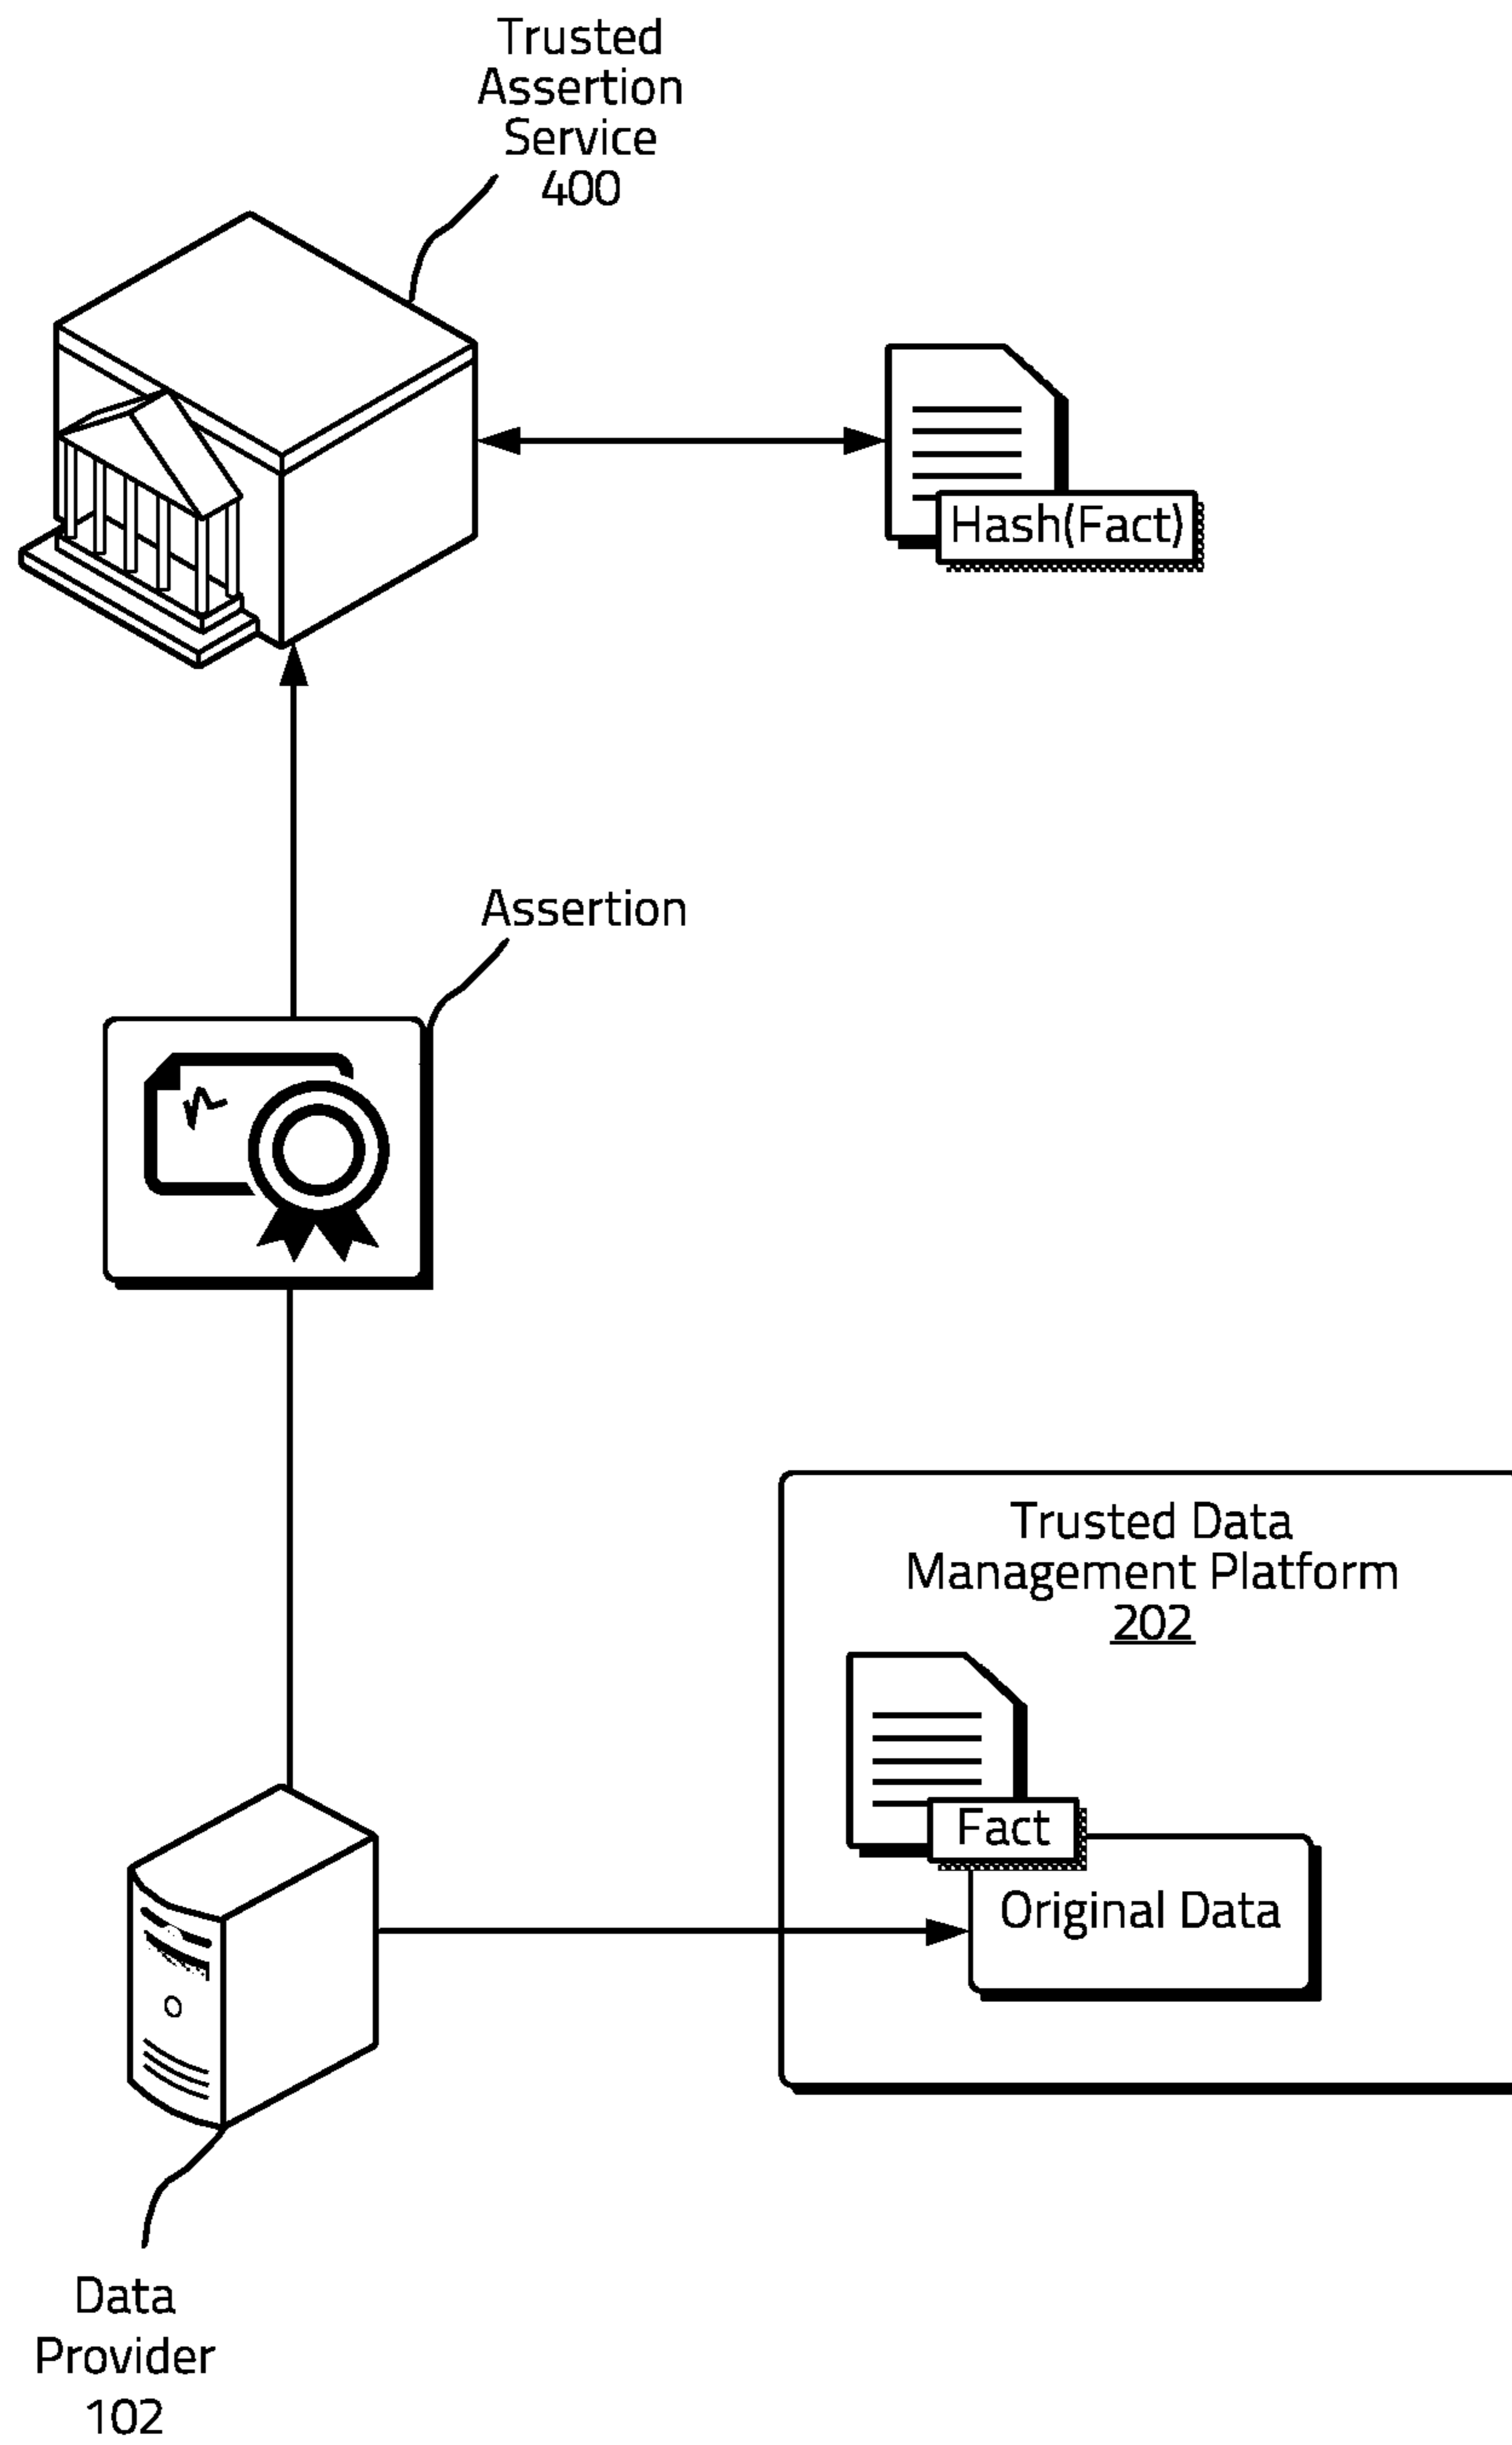 Trusted
Assertion
Service
400
Hash(Fact)
Assertion
Trusted Data
Management Platform
202
Fact
Original Data
Data
Provider
102